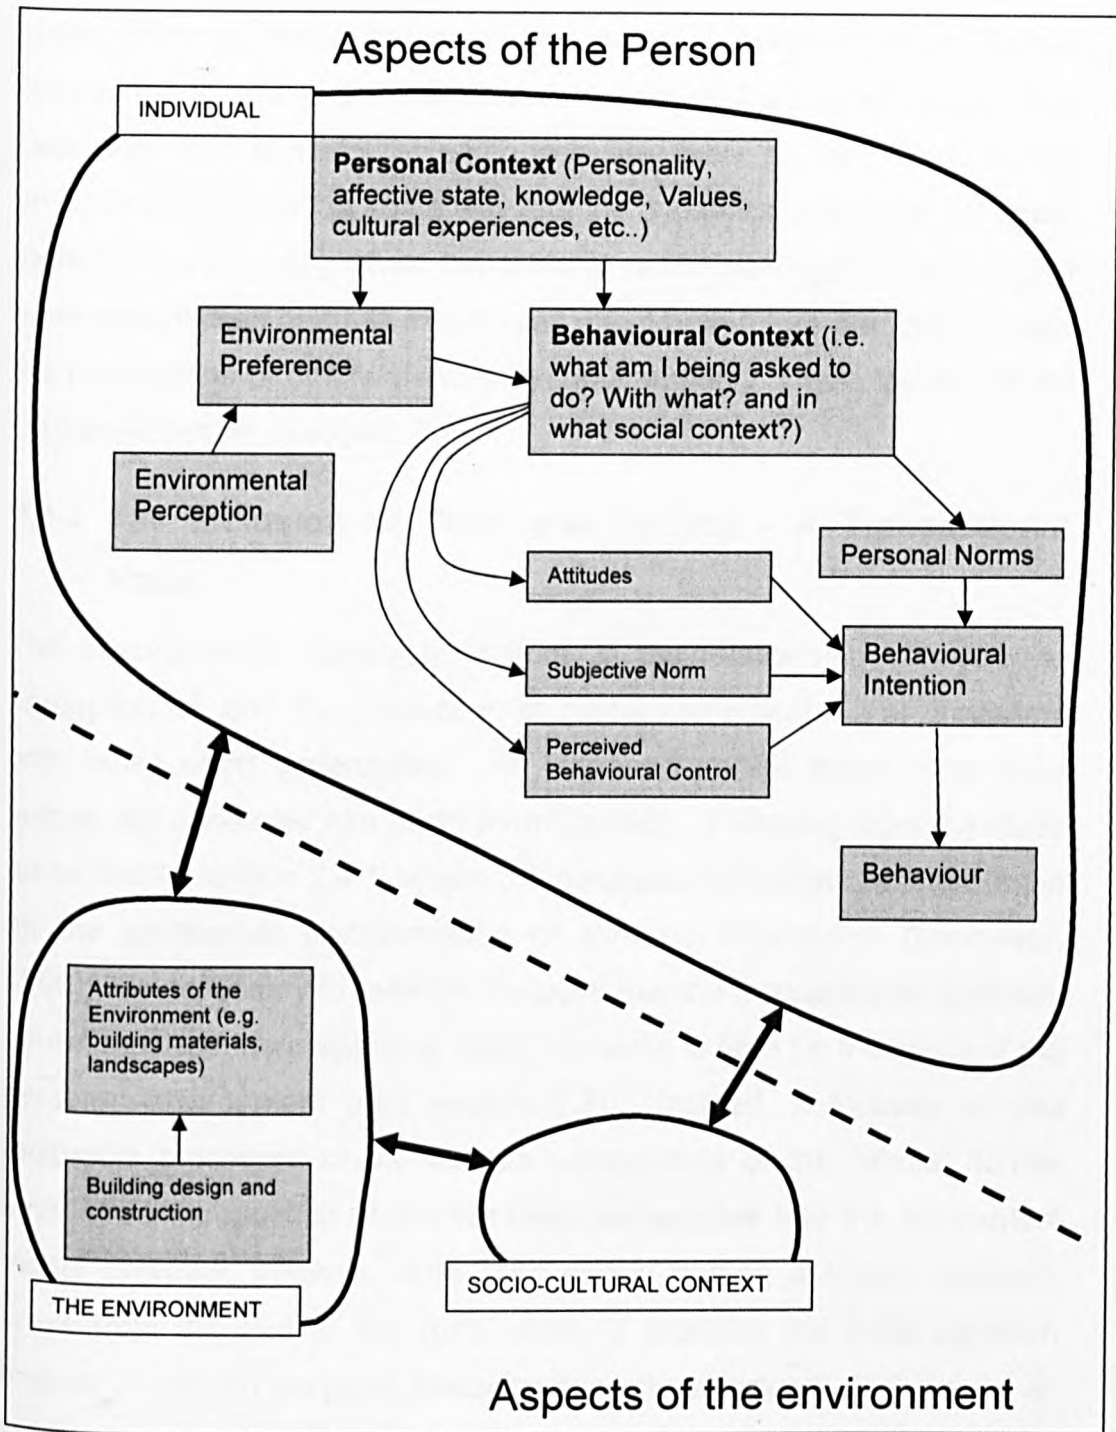 Aspects of the Person
INDIVIDUAL
Personal Context (Personality,
affective state, knowledge, Values,
cultural experiences, etc..)
Environmental
Preference
Behavioural Context (i.e.
what am I being asked to
do? With what? and in
what social context?)
Environmental
Perception
Attitudes
Personal Norms
Subjective Norm
Behavioural
Intention
Perceived
Behavioural Control
Behaviour
Attributes of the
Environment (e.g.
building materials,
landscapes)
Building design and
construction
THE ENVIRONMENT
SOCIO-CULTURAL CONTEXT
Aspects of the environment